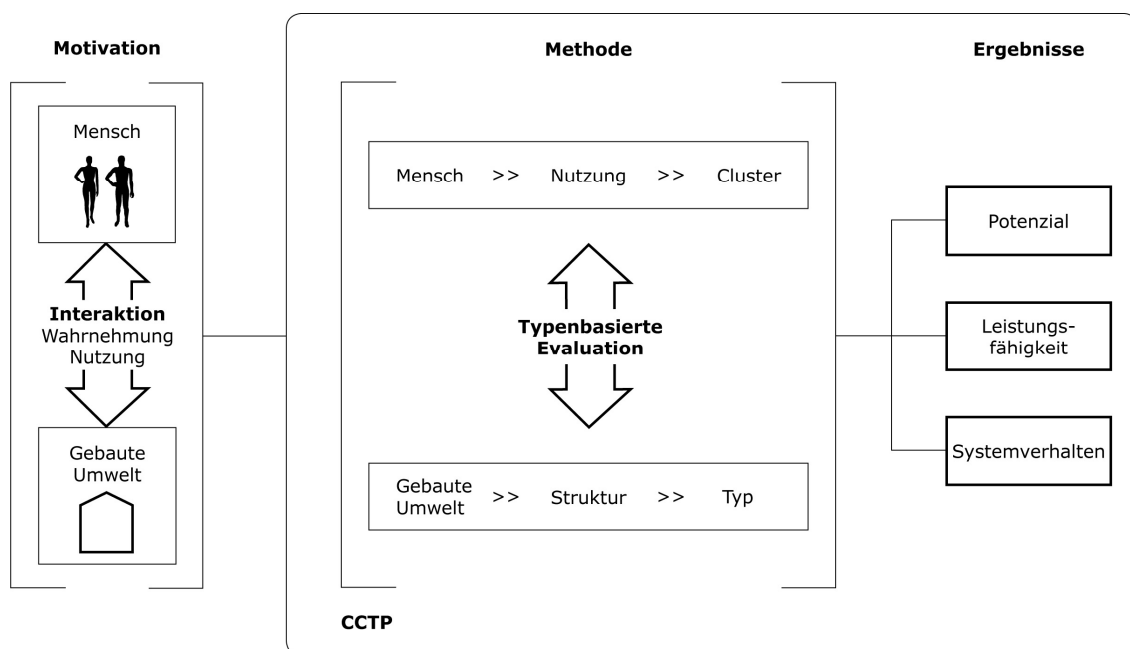 Motivation
Methode
Ergebnisse
Mensch
Interaktion
Wahrnehmung
Nutzung
Gebaute
Umwelt
Mensch >> Nutzung >> Cluster
Typenbasierte
Evaluation
Gebaute
Umwelt >> Struktur >> Typ
Potenzial
Leistungs-
fähigkeit
Systemverhalten
CCTP